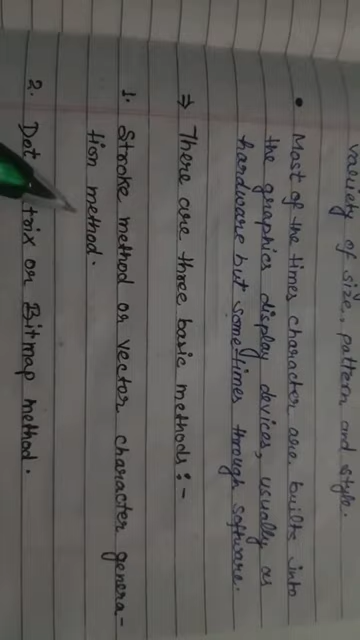 variety of size, pattern and style.
• Most of the times character are builts into
the graphics display devices, usually as
hardware but sometimes through software.
⇒ There are three basic methods :-
1. Stroke method or vector character genera-
tion method.
2. Dot trix or Bitmap method.